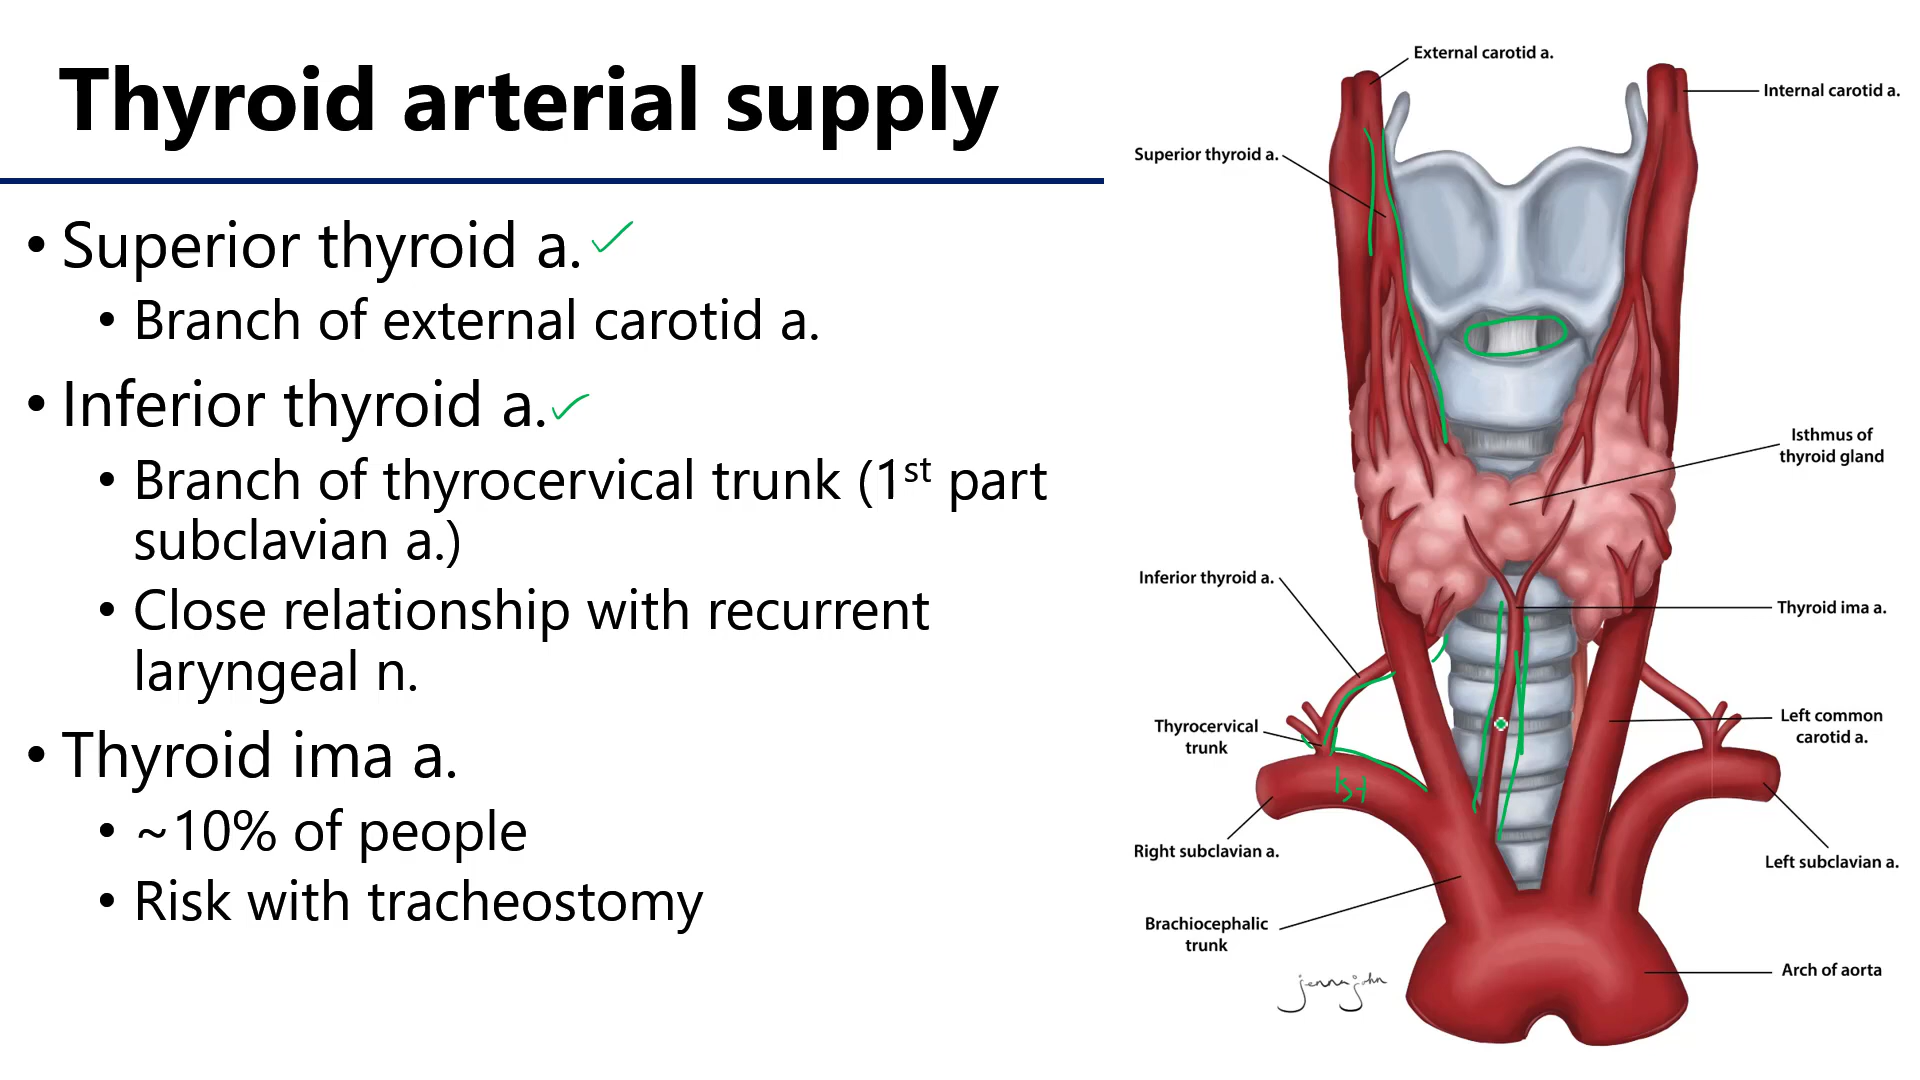 Thyroid arterial supply
• Superior thyroid a.
• Branch of external carotid a.
• Inferior thyroid a.
• Branch of thyrocervical trunk (1st part
subclavian a.)
• Close relationship with recurrent
laryngeal n.
• Thyroid ima a.
• ~10% of people
• Risk with tracheostomy
External carotid a.
Internal carotid a.
Superior thyroid a.
Isthmus of
thyroid gland
Inferior thyroid a.
Thyroid ima a.
Thyrocervical
trunk
Left common
carotid a.
Right subclavian a.
Left subclavian a.
Brachiocephalic
trunk
Arch of aorta
jennajohn